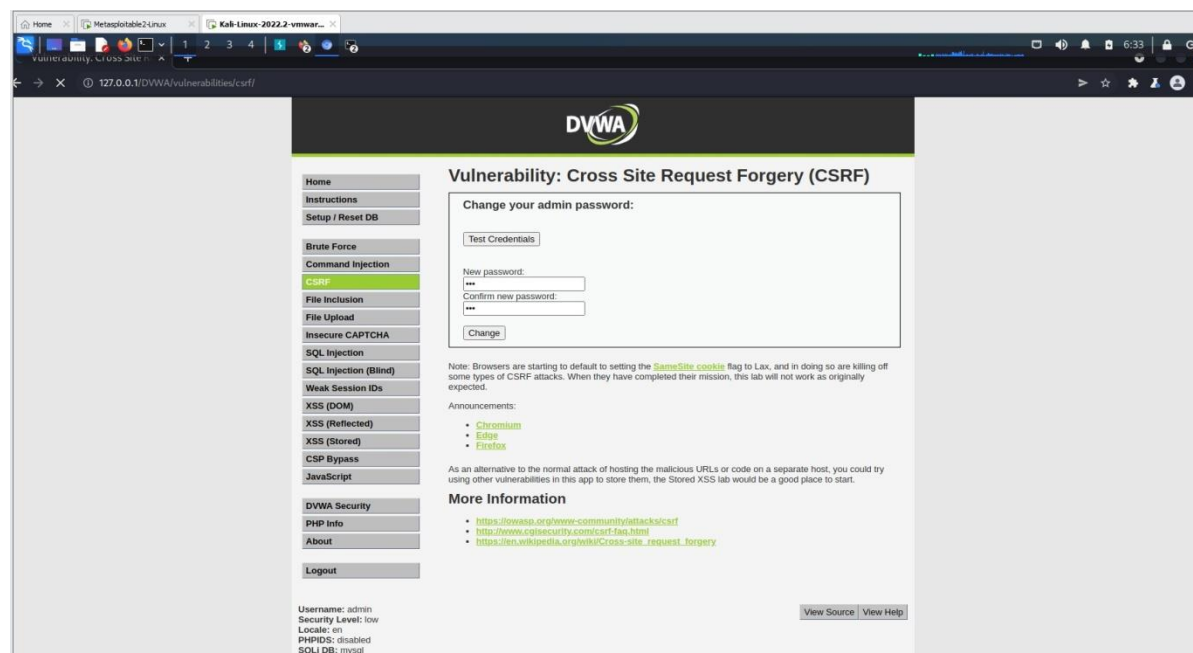 Home
Metasploitable2-Linux
Kali-Linux-2022.2-vmwar...
1 2 3 4
6:33
Vulnerability: Cross Site R
127.0.0.1/DVWA/vulnerabilities/csrf/
DVWA
Home
Instructions
Setup / Reset DB
Brute Force
Command Injection
CSRF
File Inclusion
File Upload
Insecure CAPTCHA
SQL Injection
SQL Injection (Blind)
Weak Session IDs
XSS (DOM)
XSS (Reflected)
XSS (Stored)
CSP Bypass
JavaScript
DVWA Security
PHP Info
About
Logout
Vulnerability: Cross Site Request Forgery (CSRF)
Change your admin password:
Test Credentials
New password:
•••
Confirm new password:
•••
Change
Note: Browsers are starting to default to setting the SameSite cookie flag to Lax, and in doing so are killing off
some types of CSRF attacks. When they have completed their mission, this lab will not work as originally
expected.
Announcements:
• Chromium
• Edge
• Firefox
As an alternative to the normal attack of hosting the malicious URLs or code on a separate host, you could try
using other vulnerabilities in this app to store them, the Stored XSS lab would be a good place to start.
More Information
• https://owasp.org/www-community/attacks/csrf
• http://www.cgisecurity.com/csrf-faq.html
• https://en.wikipedia.org/wiki/Cross-site_request_forgery
Username: admin
Security Level: low
Locale: en
PHPIDS: disabled
SQLi DB: mysql
View Source
View Help